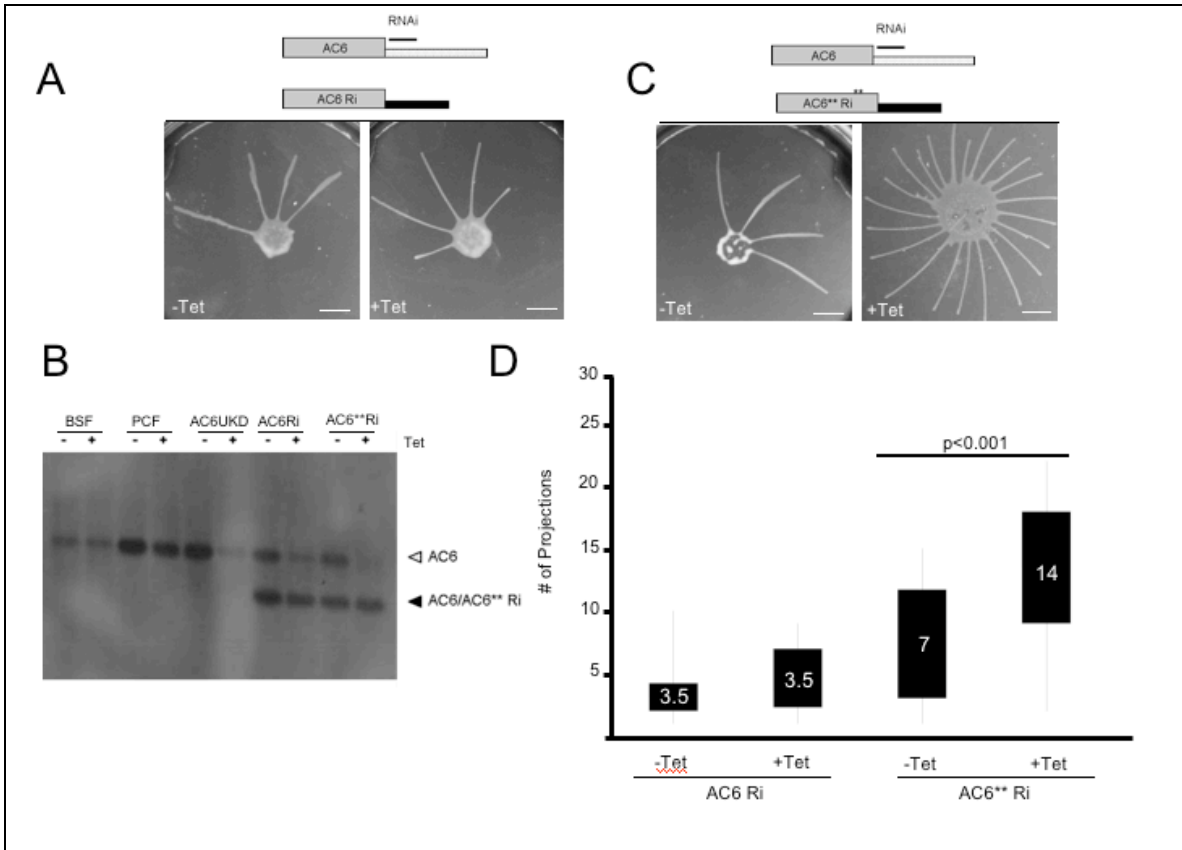 A
RNAi
AC6
AC6 Ri
-Tet
+Tet
C
RNAi
AC6
**
AC6** Ri
-Tet
+Tet
B
BSF PCF AC6UKD AC6Ri AC6**Ri
- + - + - + - + - + Tet
AC6
AC6/AC6** Ri
D
# of Projections
30
25
20
15
10
5
p<0.001
3.5
3.5
7
14
-Tet +Tet -Tet +Tet
AC6 Ri AC6** Ri